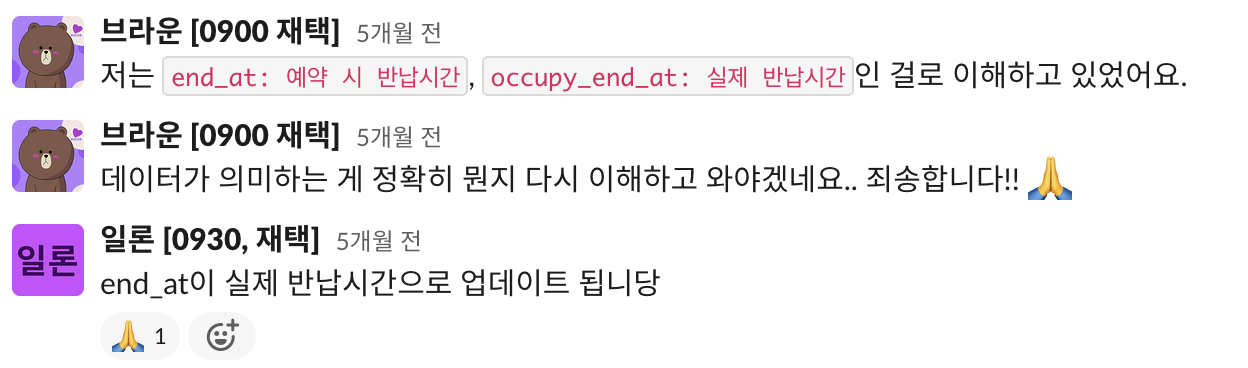 브라운 [0900 재택] 5개월 전
저는 end_at: 예약 시 반납시간, occupy_end_at: 실제 반납시간인 걸로 이해하고 있었어요.
브라운 [0900 재택] 5개월 전
데이터가 의미하는 게 정확히 뭔지 다시 이해하고 와야겠네요.. 죄송합니다!! 🙏
일론
일론 [0930, 재택] 5개월 전
end_at이 실제 반납시간으로 업데이트 됩니당
🙏 1